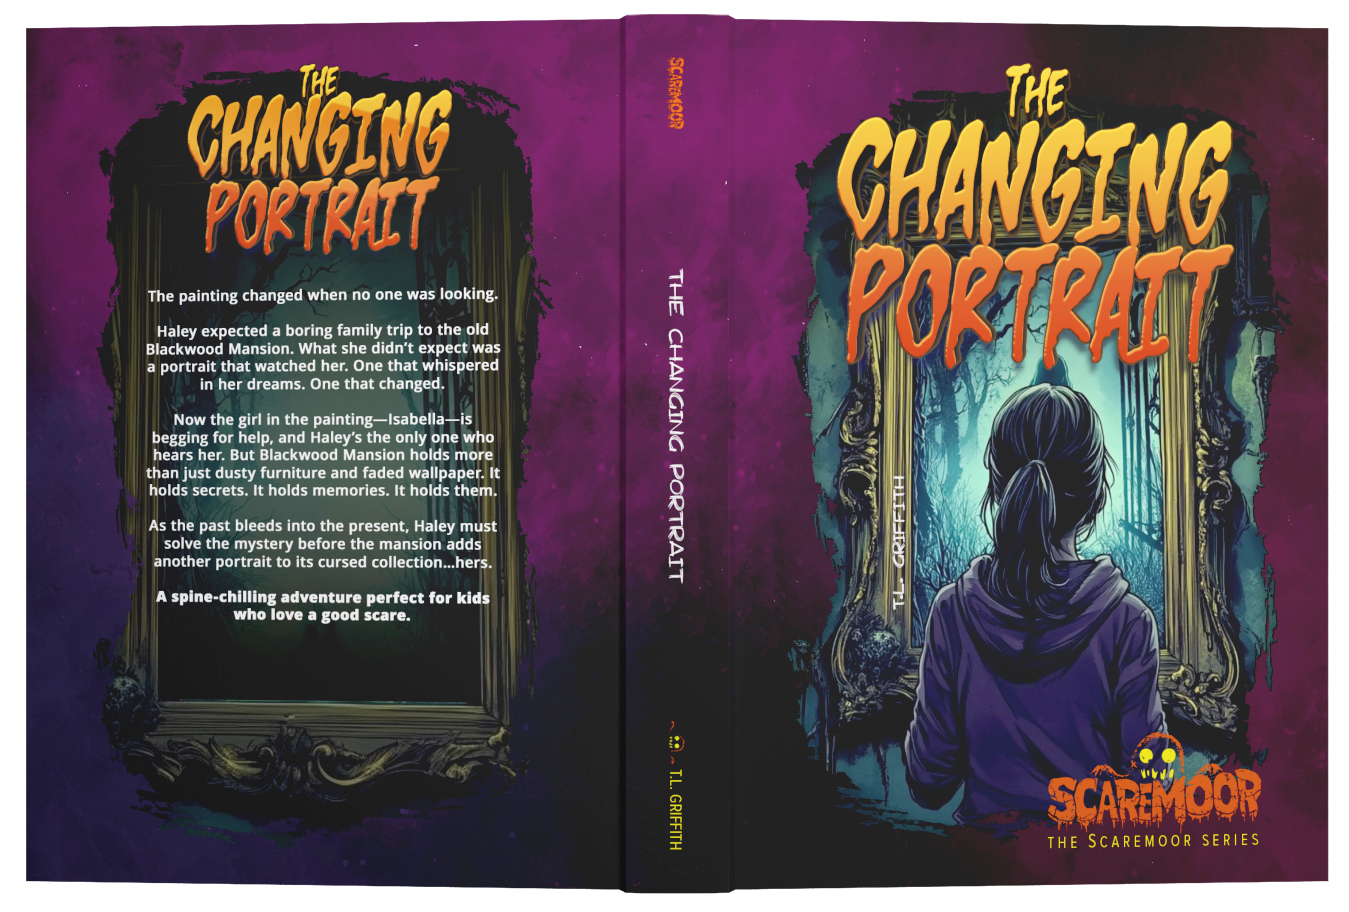 THE
CHANGING
PORTRAIT
The painting changed when no one was looking.
Haley expected a boring family trip to the old
Blackwood Mansion. What she didn’t expect was
a portrait that watched her. One that whispered
in her dreams. One that changed.
Now the girl in the painting—Isabella—is
begging for help, and Haley’s the only one who
hears her. But Blackwood Mansion holds more
than just dusty furniture and faded wallpaper. It
holds secrets. It holds memories. It holds them.
As the past bleeds into the present, Haley must
solve the mystery before the mansion adds
another portrait to its cursed collection...hers.
A spine-chilling adventure perfect for kids
who love a good scare.
SCAREMOOR
THE CHANGING PORTRAIT
T.L. GRIFFITH
THE
CHANGING
PORTRAIT
T.L. GRIFFITH
SCAREMOOR
THE SCAREMOOR SERIES